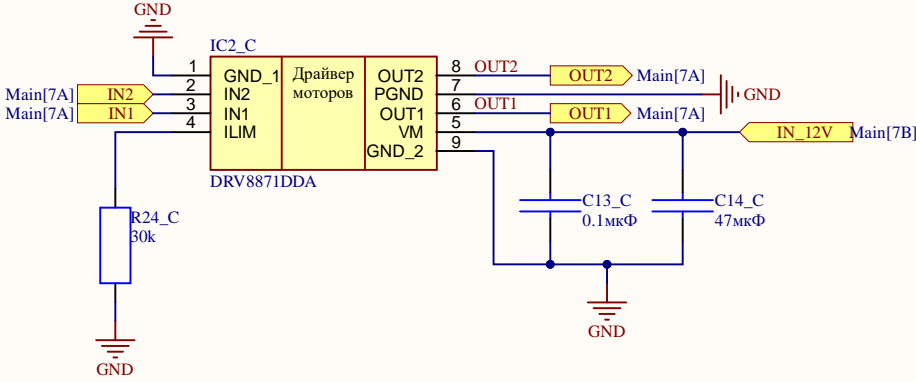 GND
IC2_C
1
GND_1
Драйвер
моторов
OUT2
8
OUT2
OUT2
Main[7A]
Main[7A]
IN2
2
IN2
PGND
7
GND
Main[7A]
IN1
3
IN1
OUT1
6
OUT1
OUT1
Main[7A]
4
ILIM
VM
5
IN_12V
Main[7B]
GND_2
9
DRV8871DDA
R24_C
30k
C13_C
0.1мкФ
C14_C
47мкФ
GND
GND